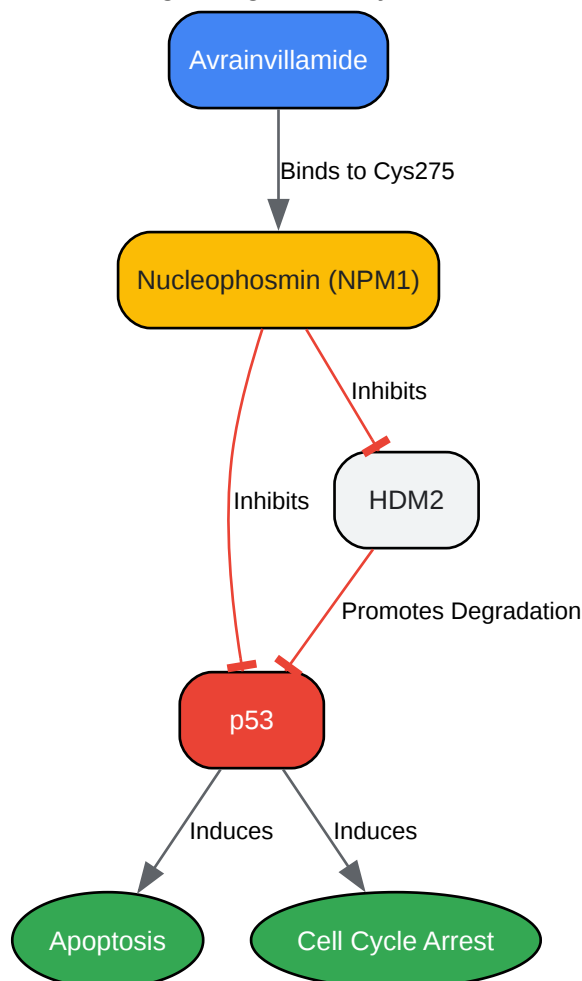 Avrainvillamide
Binds to Cys275
Nucleophosmin (NPM1)
Inhibits
Inhibits
HDM2
Promotes Degradation
p53
Induces
Induces
Apoptosis
Cell Cycle Arrest